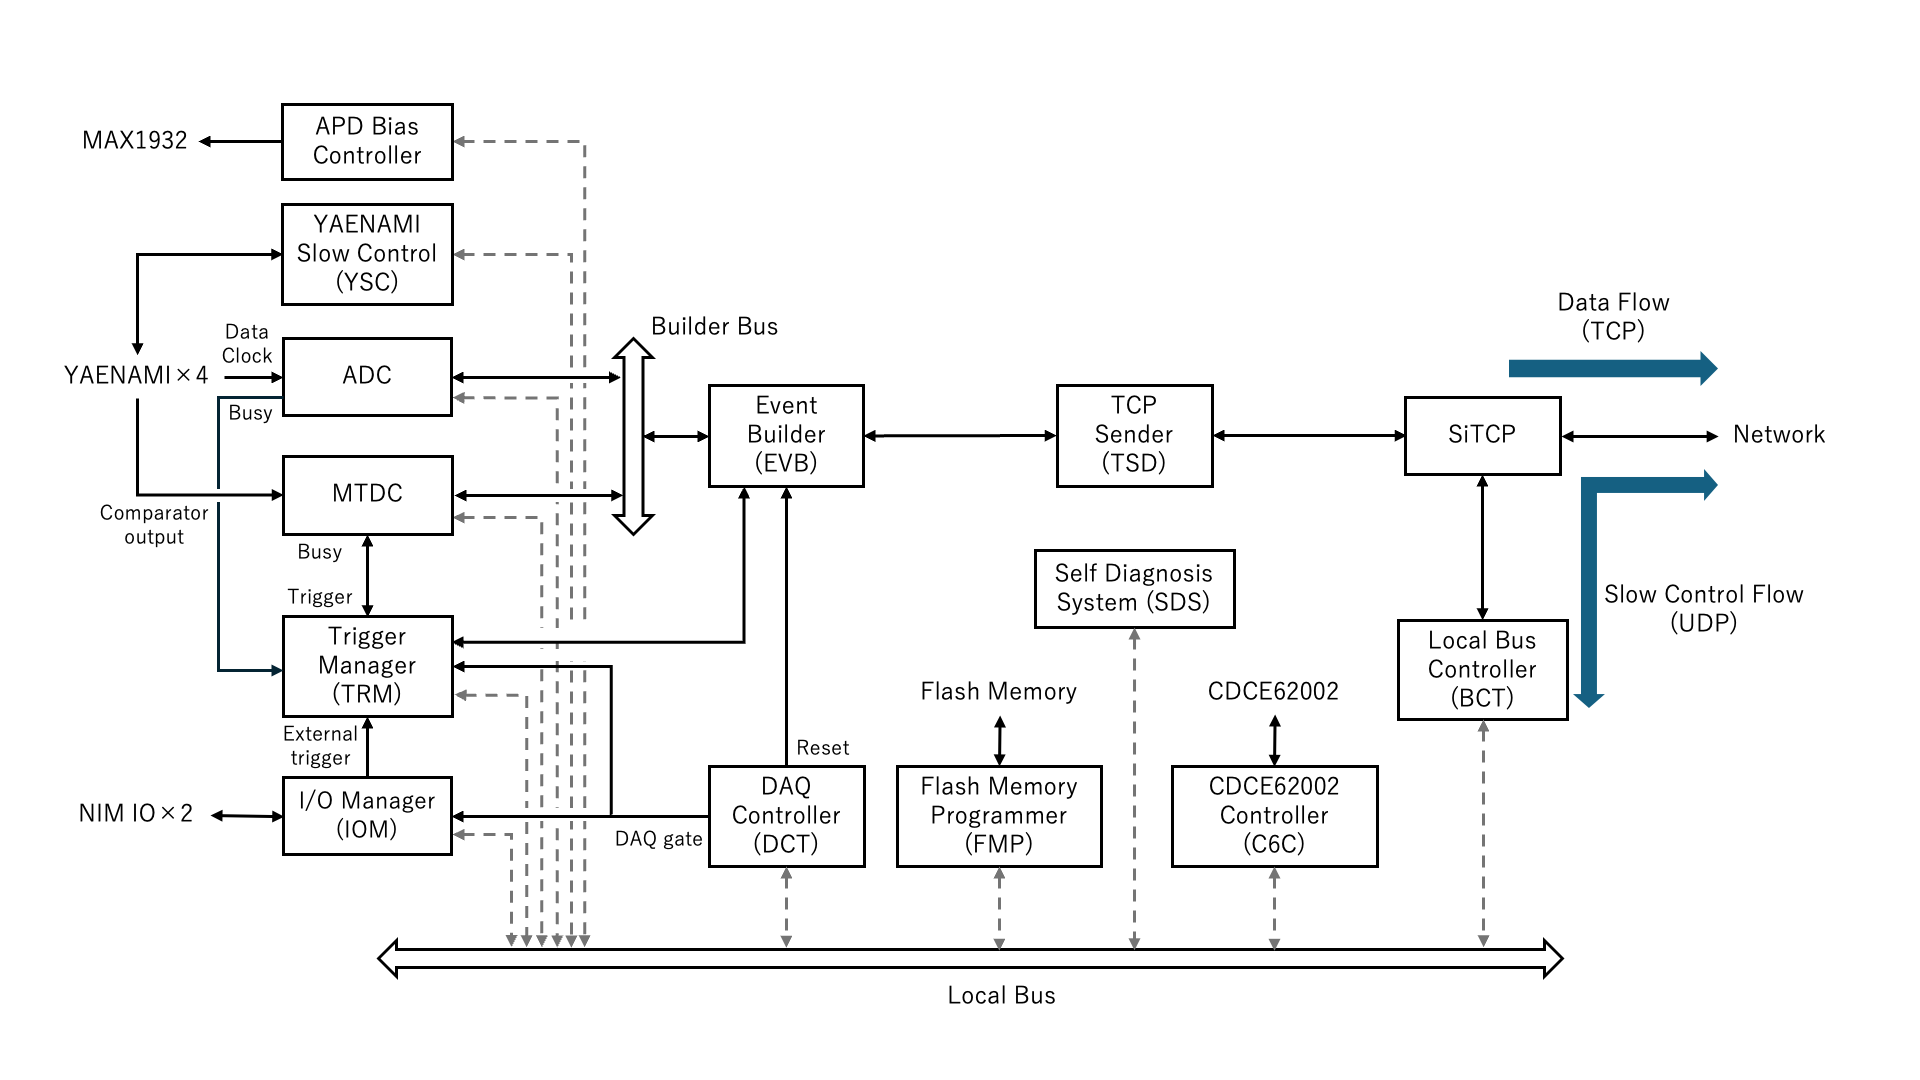 APD Bias
Controller
MAX1932
YAENAMI
Slow Control
(YSC)
Data
Clock
YAENAMI×4
ADC
Busy
Builder Bus
Event
Builder
(EVB)
TCP
Sender
(TSD)
SiTCP
Data Flow
(TCP)
Network
MTDC
Comparator
output
Busy
Trigger
Trigger
Manager
(TRM)
Self Diagnosis
System (SDS)
Slow Control Flow
(UDP)
Local Bus
Controller
(BCT)
External
trigger
Flash Memory
CDCE62002
Reset
NIM IO×2
I/O Manager
(IOM)
DAQ gate
DAQ
Controller
(DCT)
Flash Memory
Programmer
(FMP)
CDCE62002
Controller
(C6C)
Local Bus